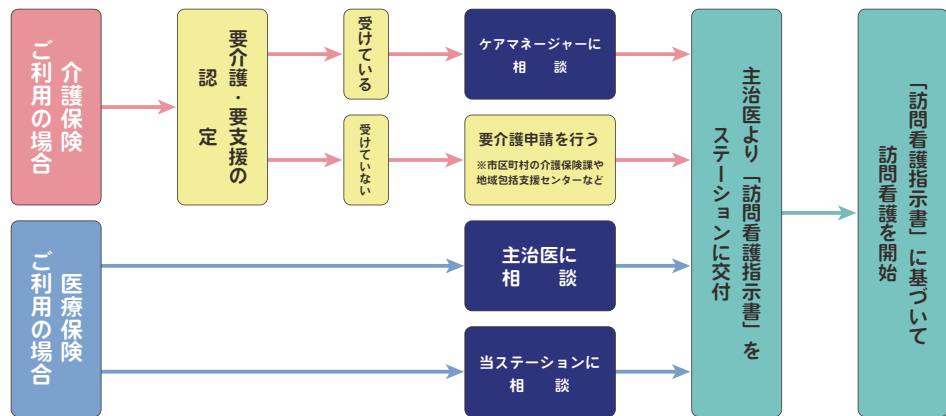 介護保険
ご利用の場合
要介護・要支援の
認　定
受けている
ケアマネージャーに
相　談
受けていない
要介護申請を行う
※市区町村の介護保険課や
地域包括支援センターなど
医療保険
ご利用の場合
主治医に
相　談
当ステーションに
相　談
主治医より「訪問看護指示書」を
ステーションに交付
「訪問看護指示書」に基づいて
訪問看護を開始